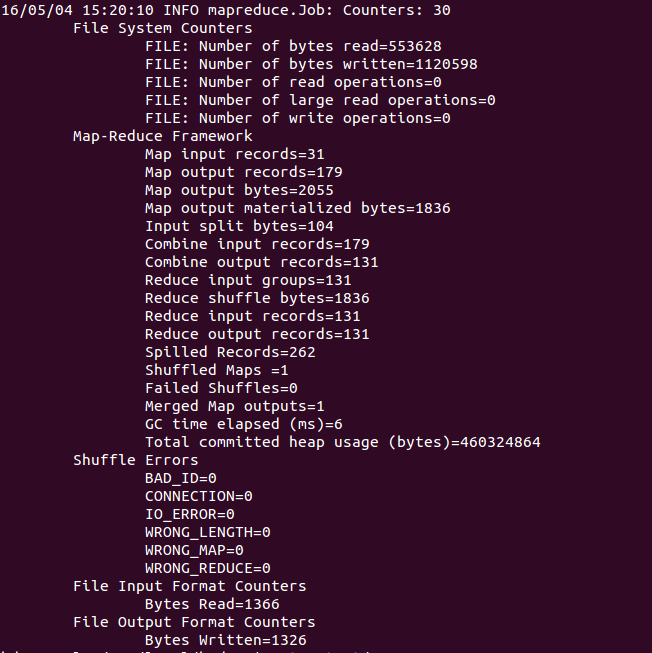 16/05/04 15:20:10 INFO mapreduce.Job: Counters: 30
File System Counters
FILE: Number of bytes read=553628
FILE: Number of bytes written=1120598
FILE: Number of read operations=0
FILE: Number of large read operations=0
FILE: Number of write operations=0
Map-Reduce Framework
Map input records=31
Map output records=179
Map output bytes=2055
Map output materialized bytes=1836
Input split bytes=104
Combine input records=179
Combine output records=131
Reduce input groups=131
Reduce shuffle bytes=1836
Reduce input records=131
Reduce output records=131
Spilled Records=262
Shuffled Maps =1
Failed Shuffles=0
Merged Map outputs=1
GC time elapsed (ms)=6
Total committed heap usage (bytes)=460324864
Shuffle Errors
BAD_ID=0
CONNECTION=0
IO_ERROR=0
WRONG_LENGTH=0
WRONG_MAP=0
WRONG_REDUCE=0
File Input Format Counters
Bytes Read=1366
File Output Format Counters
Bytes Written=1326